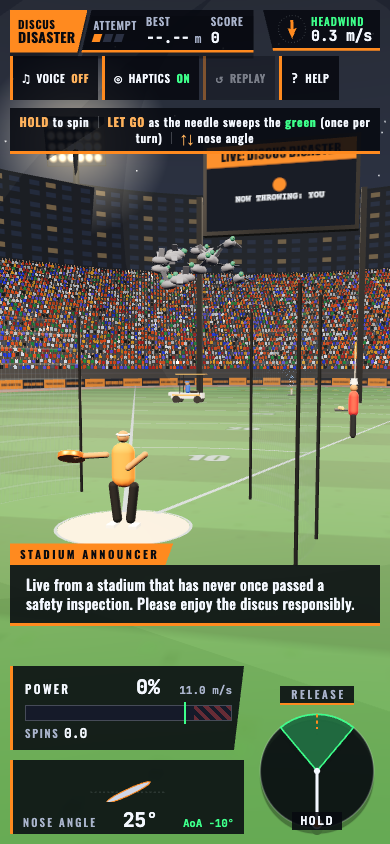 DISCUS
DISASTER
ATTEMPT
BEST
--.-- m
SCORE
0
HEADWIND
0.3 m/s
♫ VOICE OFF
◎ HAPTICS ON
↺ REPLAY
? HELP
HOLD to spin | LET GO as the needle sweeps the green (once per
turn) | ↑↓ nose angle
LIVE: DISCUS DISASTER
NOW THROWING: YOU
10
STADIUM ANNOUNCER
Live from a stadium that has never once passed a
safety inspection. Please enjoy the discus responsibly.
POWER 0% 11.0 m/s
SPINS 0.0
NOSE ANGLE 25° AoA -10°
RELEASE
HOLD